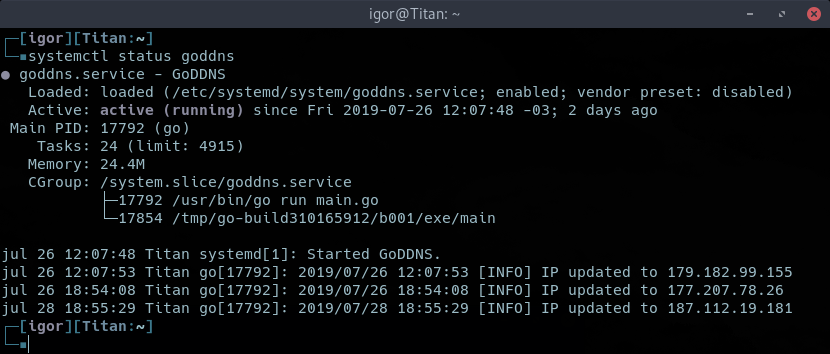 igor@Titan: ~
┌─[igor][Titan:~]
└─▪systemctl status goddns
● goddns.service - GoDDNS
   Loaded: loaded (/etc/systemd/system/goddns.service; enabled; vendor preset: disabled)
   Active: active (running) since Fri 2019-07-26 12:07:48 -03; 2 days ago
 Main PID: 17792 (go)
    Tasks: 24 (limit: 4915)
   Memory: 24.4M
   CGroup: /system.slice/goddns.service
           ├─17792 /usr/bin/go run main.go
           └─17854 /tmp/go-build310165912/b001/exe/main

jul 26 12:07:48 Titan systemd[1]: Started GoDDNS.
jul 26 12:07:53 Titan go[17792]: 2019/07/26 12:07:53 [INFO] IP updated to 179.182.99.155
jul 26 18:54:08 Titan go[17792]: 2019/07/26 18:54:08 [INFO] IP updated to 177.207.78.26
jul 28 18:55:29 Titan go[17792]: 2019/07/28 18:55:29 [INFO] IP updated to 187.112.19.181
┌─[igor][Titan:~]
└─▪